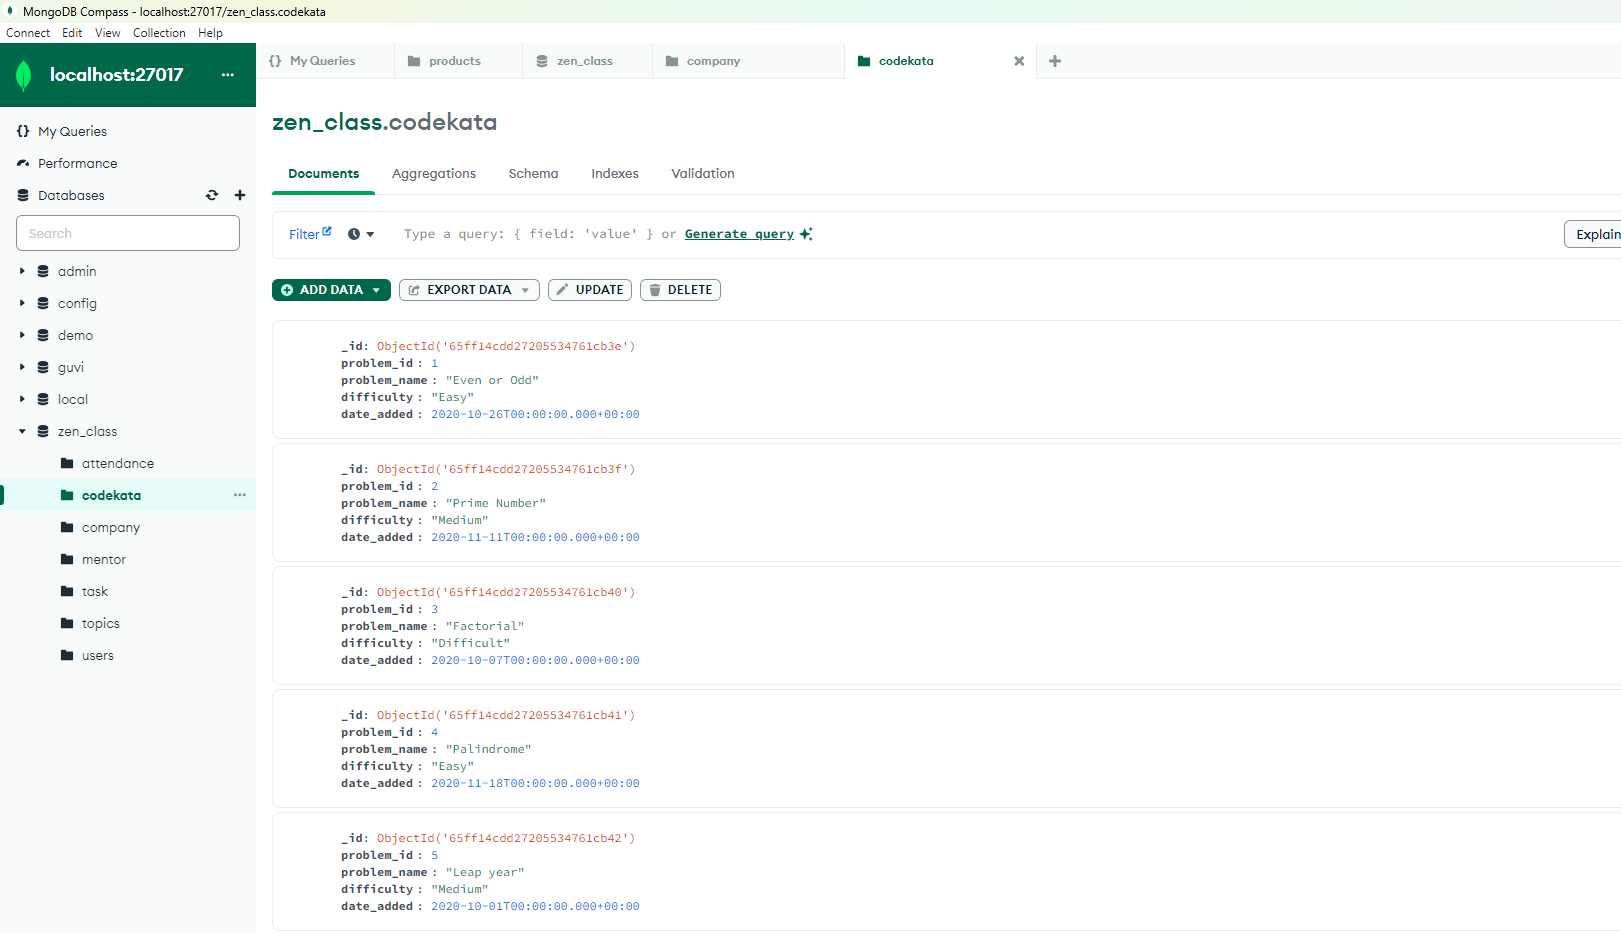 MongoDB Compass - localhost:27017/zen_class.codekata
Connect Edit View Collection Help
localhost:27017 ...
{} My Queries
products
zen_class
company
codekata
My Queries
Performance
Databases
Search
admin
config
demo
guvi
local
zen_class
attendance
codekata
company
mentor
task
topics
users
zen_class.codekata
Documents Aggregations Schema Indexes Validation
Filter Type a query: { field: 'value' } or Generate query Explain
ADD DATA EXPORT DATA UPDATE DELETE
_id: ObjectId('65ff14cdd27205534761cb3e')
problem_id : 1
problem_name : "Even or Odd"
difficulty : "Easy"
date_added : 2020-10-26T00:00:00.000+00:00
_id: ObjectId('65ff14cdd27205534761cb3f')
problem_id : 2
problem_name : "Prime Number"
difficulty : "Medium"
date_added : 2020-11-11T00:00:00.000+00:00
_id: ObjectId('65ff14cdd27205534761cb40')
problem_id : 3
problem_name : "Factorial"
difficulty : "Difficult"
date_added : 2020-10-07T00:00:00.000+00:00
_id: ObjectId('65ff14cdd27205534761cb41')
problem_id : 4
problem_name : "Palindrome"
difficulty : "Easy"
date_added : 2020-11-18T00:00:00.000+00:00
_id: ObjectId('65ff14cdd27205534761cb42')
problem_id : 5
problem_name : "Leap year"
difficulty : "Medium"
date_added : 2020-10-01T00:00:00.000+00:00